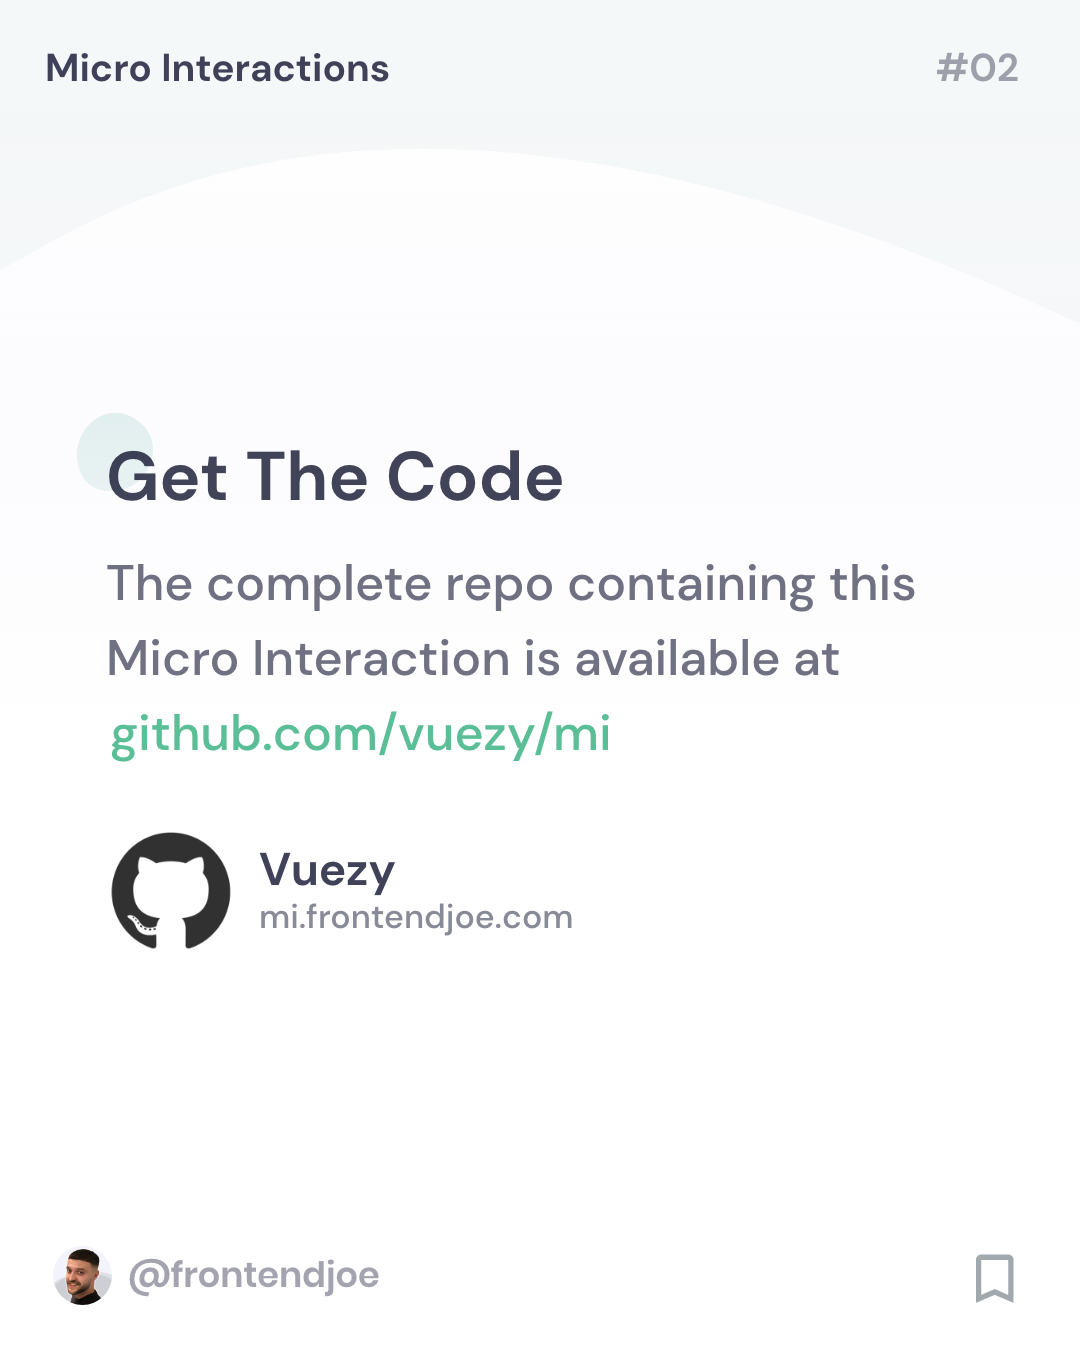 Micro Interactions
#02
Get The Code
The complete repo containing this
Micro Interaction is available at
github.com/vuezy/mi
Vuezy
mi.frontendjoe.com
@frontendjoe